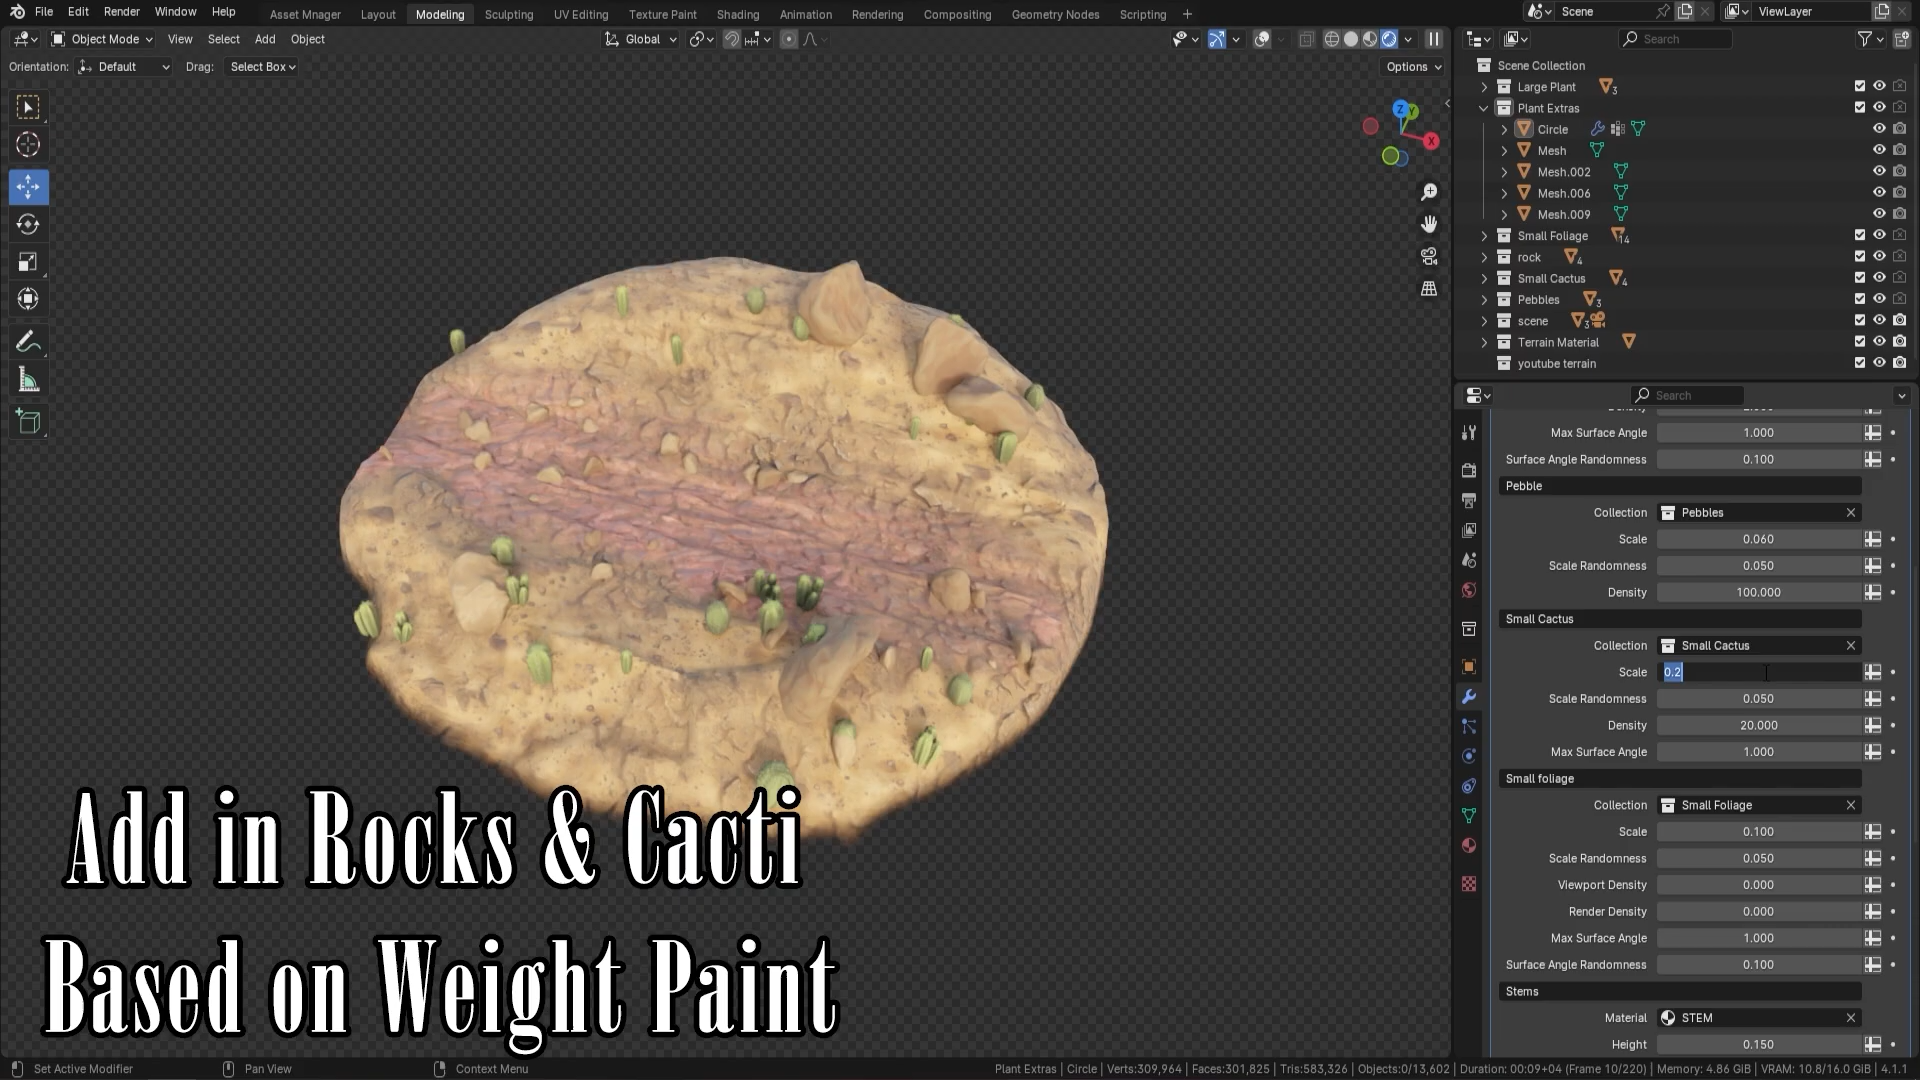 File Edit Render Window Help Asset Mnager Layout Modeling Sculpting UV Editing Texture Paint Shading Animation Rendering Compositing Geometry Nodes Scripting + Scene ViewLayer
Object Mode View Select Add Object Global Search
Orientation: Default Drag: Select Box Options
Scene Collection
Large Plant 3
Plant Extras
Circle
Mesh
Mesh.002
Mesh.006
Mesh.009
Small Foliage 14
rock 4
Small Cactus 4
Pebbles 3
scene 3
Terrain Material
youtube terrain
Z Y X
Search
Max Surface Angle 1.000
Surface Angle Randomness 0.100
Pebble
Collection Pebbles
Scale 0.060
Scale Randomness 0.050
Density 100.000
Small Cactus
Collection Small Cactus
Scale 0.2
Scale Randomness 0.050
Density 20.000
Max Surface Angle 1.000
Small foliage
Collection Small Foliage
Scale 0.100
Scale Randomness 0.050
Viewport Density 0.000
Render Density 0.000
Max Surface Angle 1.000
Surface Angle Randomness 0.100
Stems
Material STEM
Height 0.150
Add in Rocks & Cacti
Based on Weight Paint
Set Active Modifier Pan View Context Menu Plant Extras | Circle | Verts:309,964 | Faces:301,825 | Tris:583,326 | Objects:0/13,602 | Duration: 00:09+04 (Frame 10/220) | Memory: 4.86 GiB | VRAM: 10.8/16.0 GiB | 4.1.1